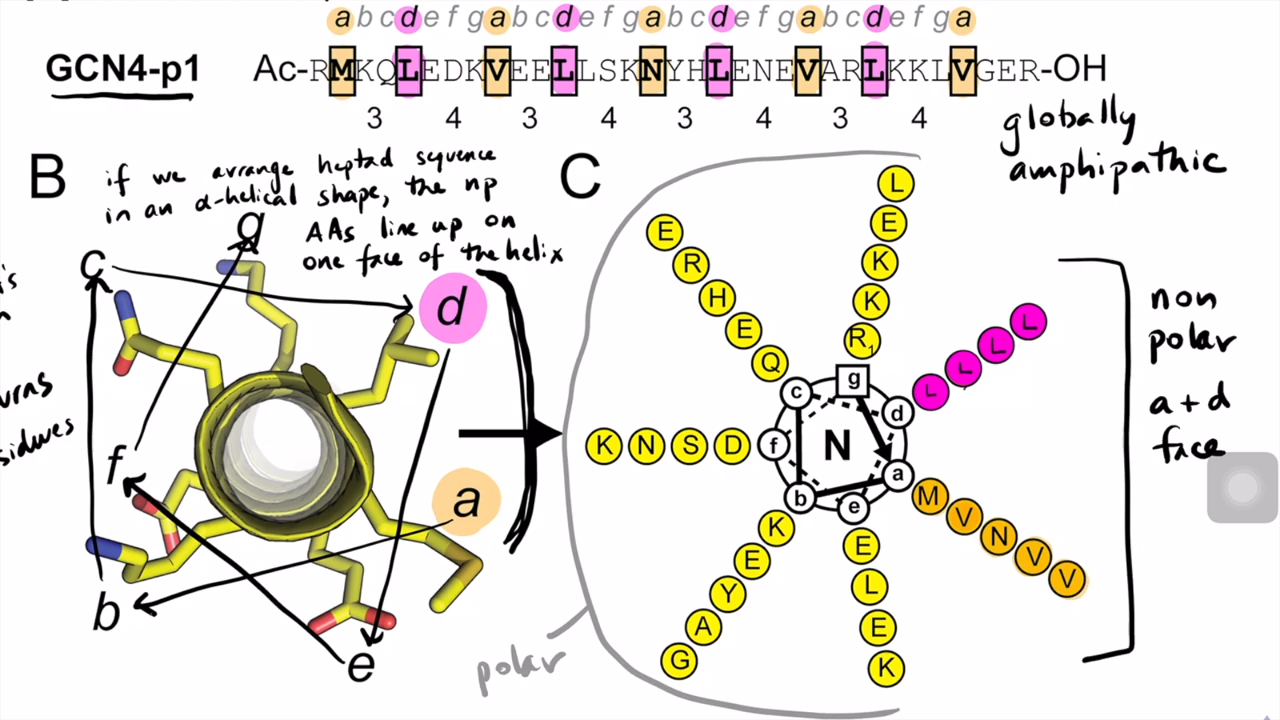 a b c d e f g a b c d e f g a b c d e f g a b c d e f g a
GCN4-p1 Ac-RMKQLEDKVEELLSKNYHLENEVARLKKLVGER-OH
3 4 3 4 3 4 3 4
globally
amphipathic
B
if we arrange heptad sequence
in an α-helical shape, the np
AAs line up on
one face of the helix
g
c
d
f
a
b
e
urns
C
L
E
K
K
R1
E
R
H
E
Q
K N S D
K
E
Y
A
G
E
L
E
K
L
L
L
L
M
V
N
V
V
g
c
d
f
N
a
b
e
polar
non
polar
a + d
face